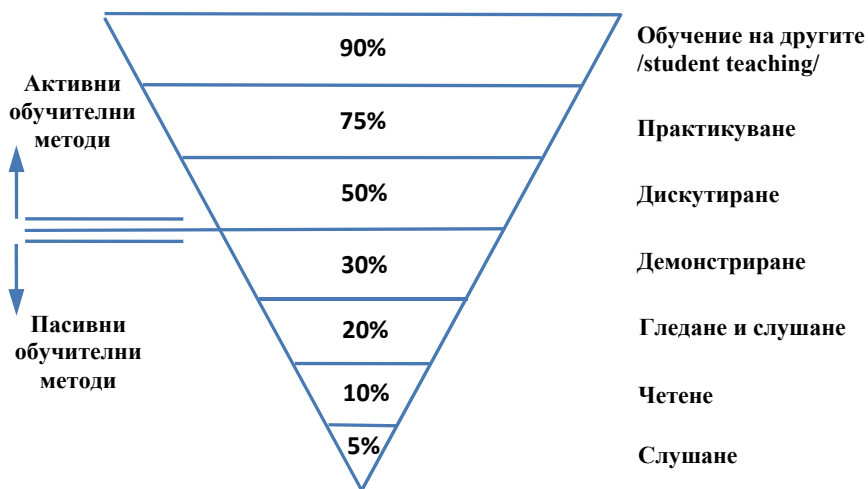 90%
Обучение на другите
/student teaching/
Активни
обучителни
методи
75%
Практикуване
50%
Дискутиране
30%
Демонстриране
Пасивни
обучителни
методи
20%
Гледане и слушане
10%
Четене
5%
Слушане